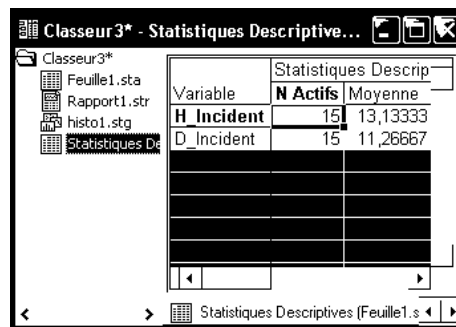 Classeur3* - Statistiques Descriptive...
Classeur3*
Feuille1.sta
Rapport1.str
histo1.stg
Statistiques De
Statistiques Descrip
Variable N Actifs Moyenne
H_Incident 15 13,13333
D_Incident 15 11,26667
Statistiques Descriptives (Feuille1.s